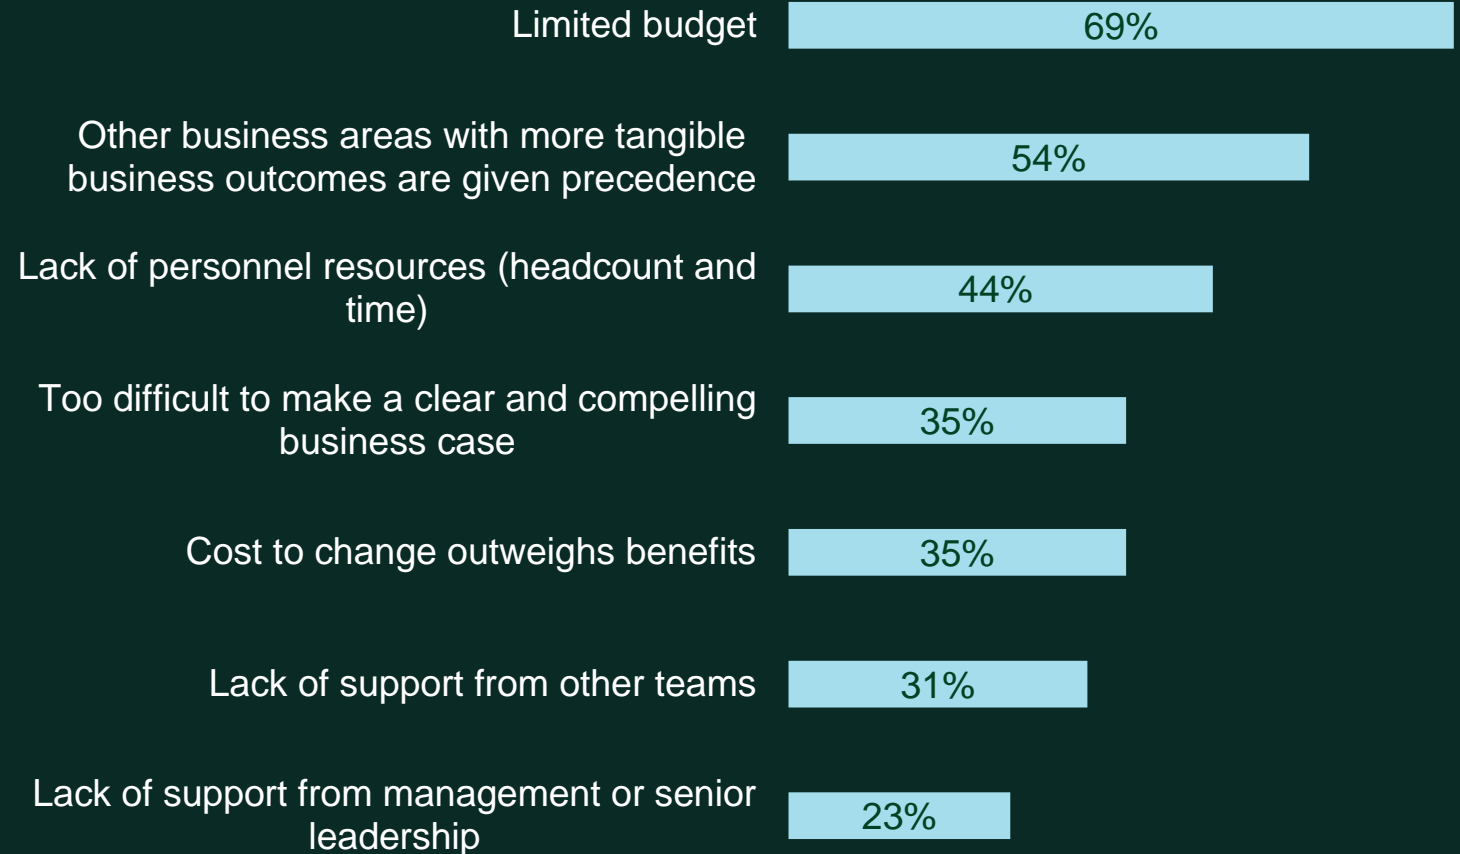 Limited budget
69%
Other business areas with more tangible
business outcomes are given precedence
54%
Lack of personnel resources (headcount and
time)
44%
Too difficult to make a clear and compelling
business case
35%
Cost to change outweighs benefits
35%
Lack of support from other teams
31%
Lack of support from management or senior
leadership
23%